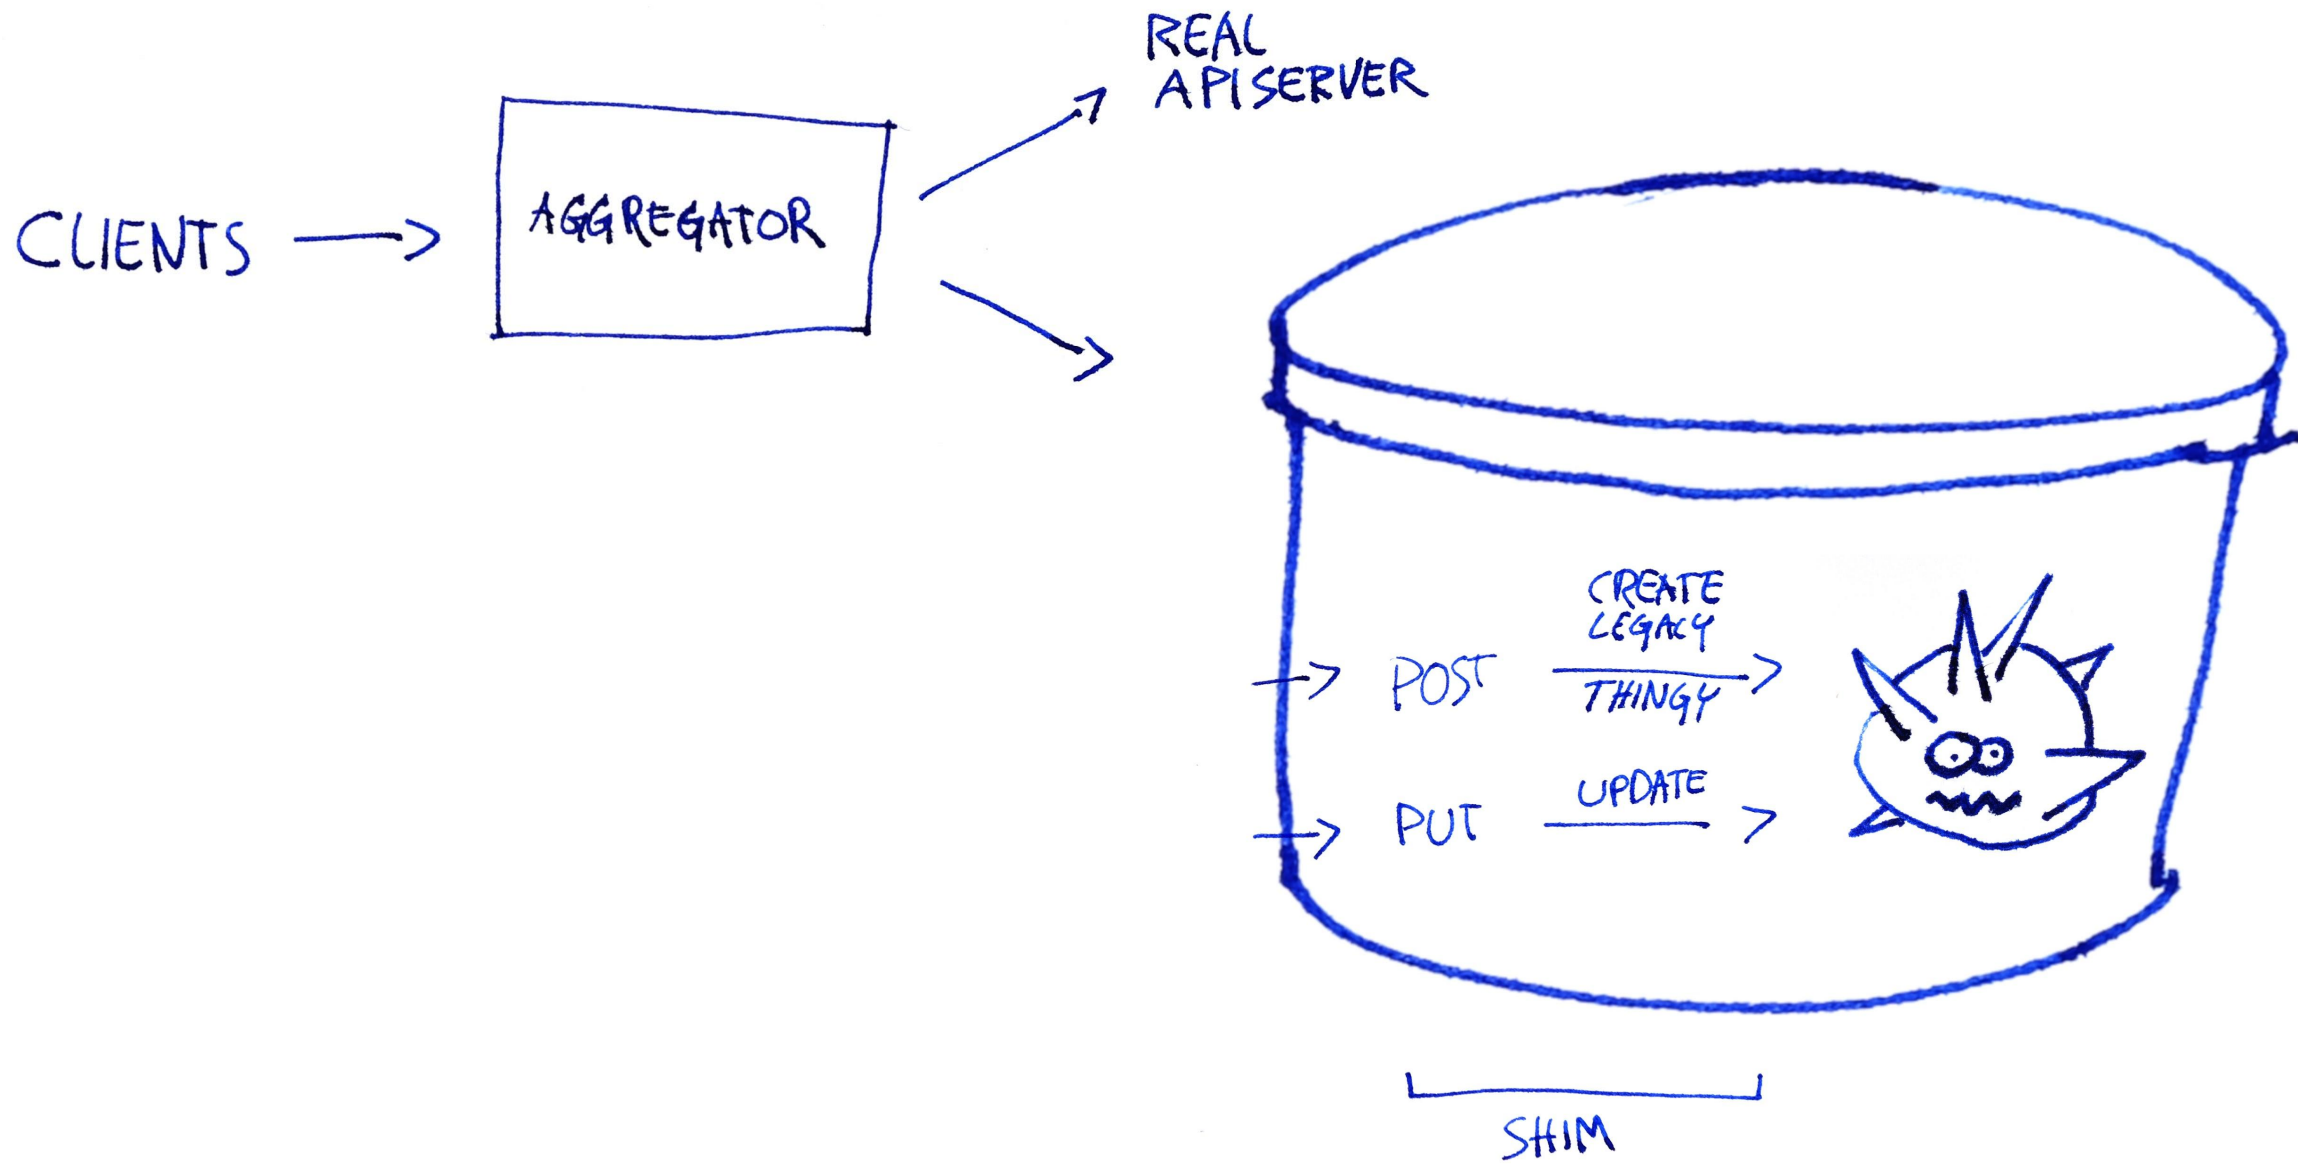 REAL
APISERVER
CLIENTS
AGGREGATOR
CREATE
LEGACY
POST
THINGY
UPDATE
PUT
SHIM